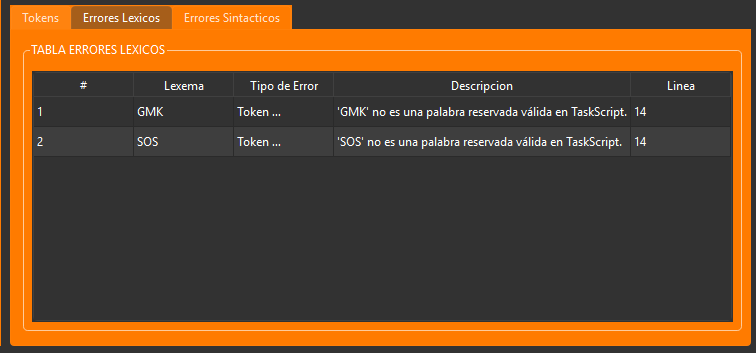 Tokens Errores Lexicos Errores Sintacticos
TABLA ERRORES LEXICOS
# Lexema Tipo de Error Descripcion Linea
1 GMK Token ... 'GMK' no es una palabra reservada válida en TaskScript. 14
2 SOS Token ... 'SOS' no es una palabra reservada válida en TaskScript. 14